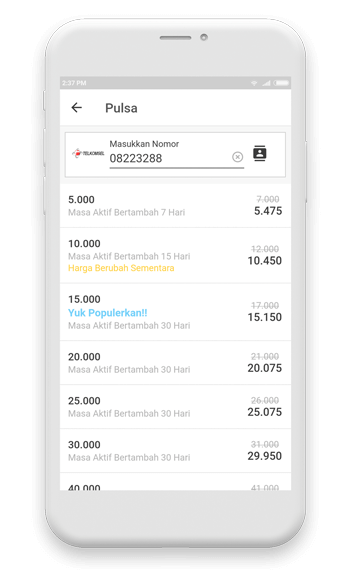 2:37 PM
Pulsa
TELKOMSEL
Masukkan Nomor
08223288
5.000
7.000
Masa Aktif Bertambah 7 Hari
5.475
10.000
12.000
Masa Aktif Bertambah 15 Hari
10.450
Harga Berubah Sementara
15.000
17.000
Yuk Populerkan!!
15.150
Masa Aktif Bertambah 30 Hari
20.000
21.000
Masa Aktif Bertambah 30 Hari
20.075
25.000
26.000
Masa Aktif Bertambah 30 Hari
25.075
30.000
31.000
Masa Aktif Bertambah 30 Hari
29.950
40.000
41.000